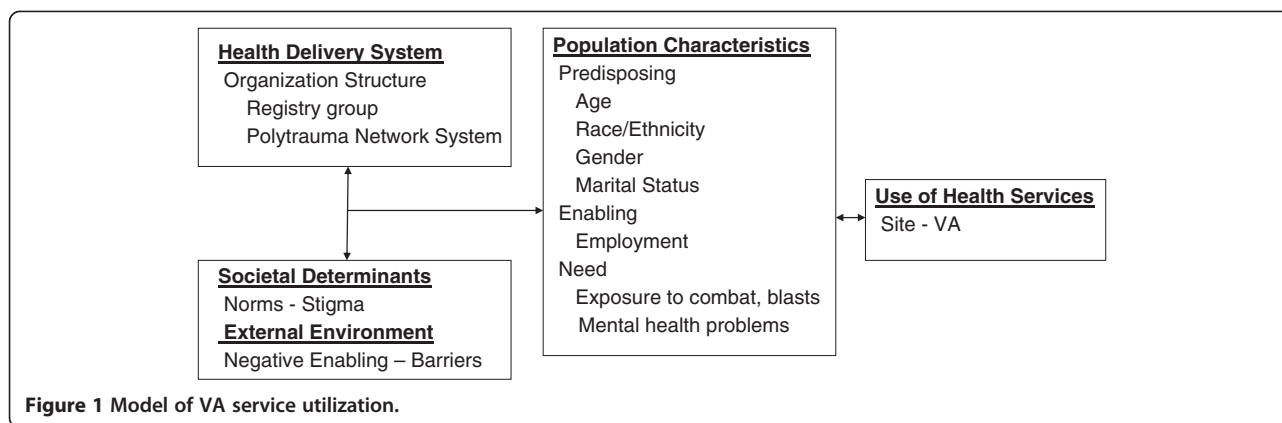 Health Delivery System
Organization Structure
Registry group
Polytrauma Network System
Societal Determinants
Norms - Stigma
External Environment
Negative Enabling – Barriers
Population Characteristics
Predisposing
Age
Race/Ethnicity
Gender
Marital Status
Enabling
Employment
Need
Exposure to combat, blasts
Mental health problems
Use of Health Services
Site - VA
Figure 1 Model of VA service utilization.